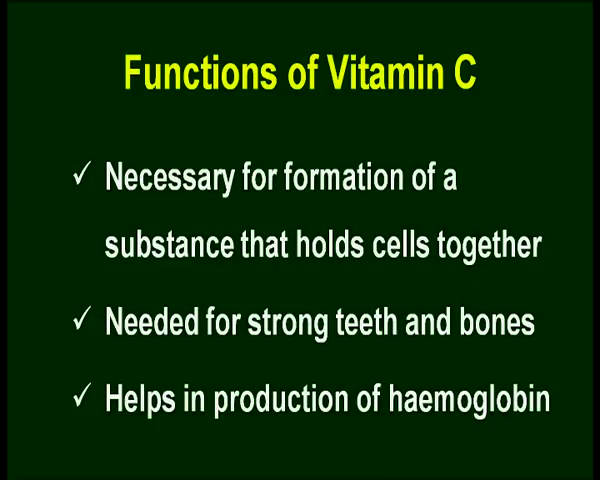 Functions of Vitamin C
✓ Necessary for formation of a
substance that holds cells together
✓ Needed for strong teeth and bones
✓ Helps in production of haemoglobin